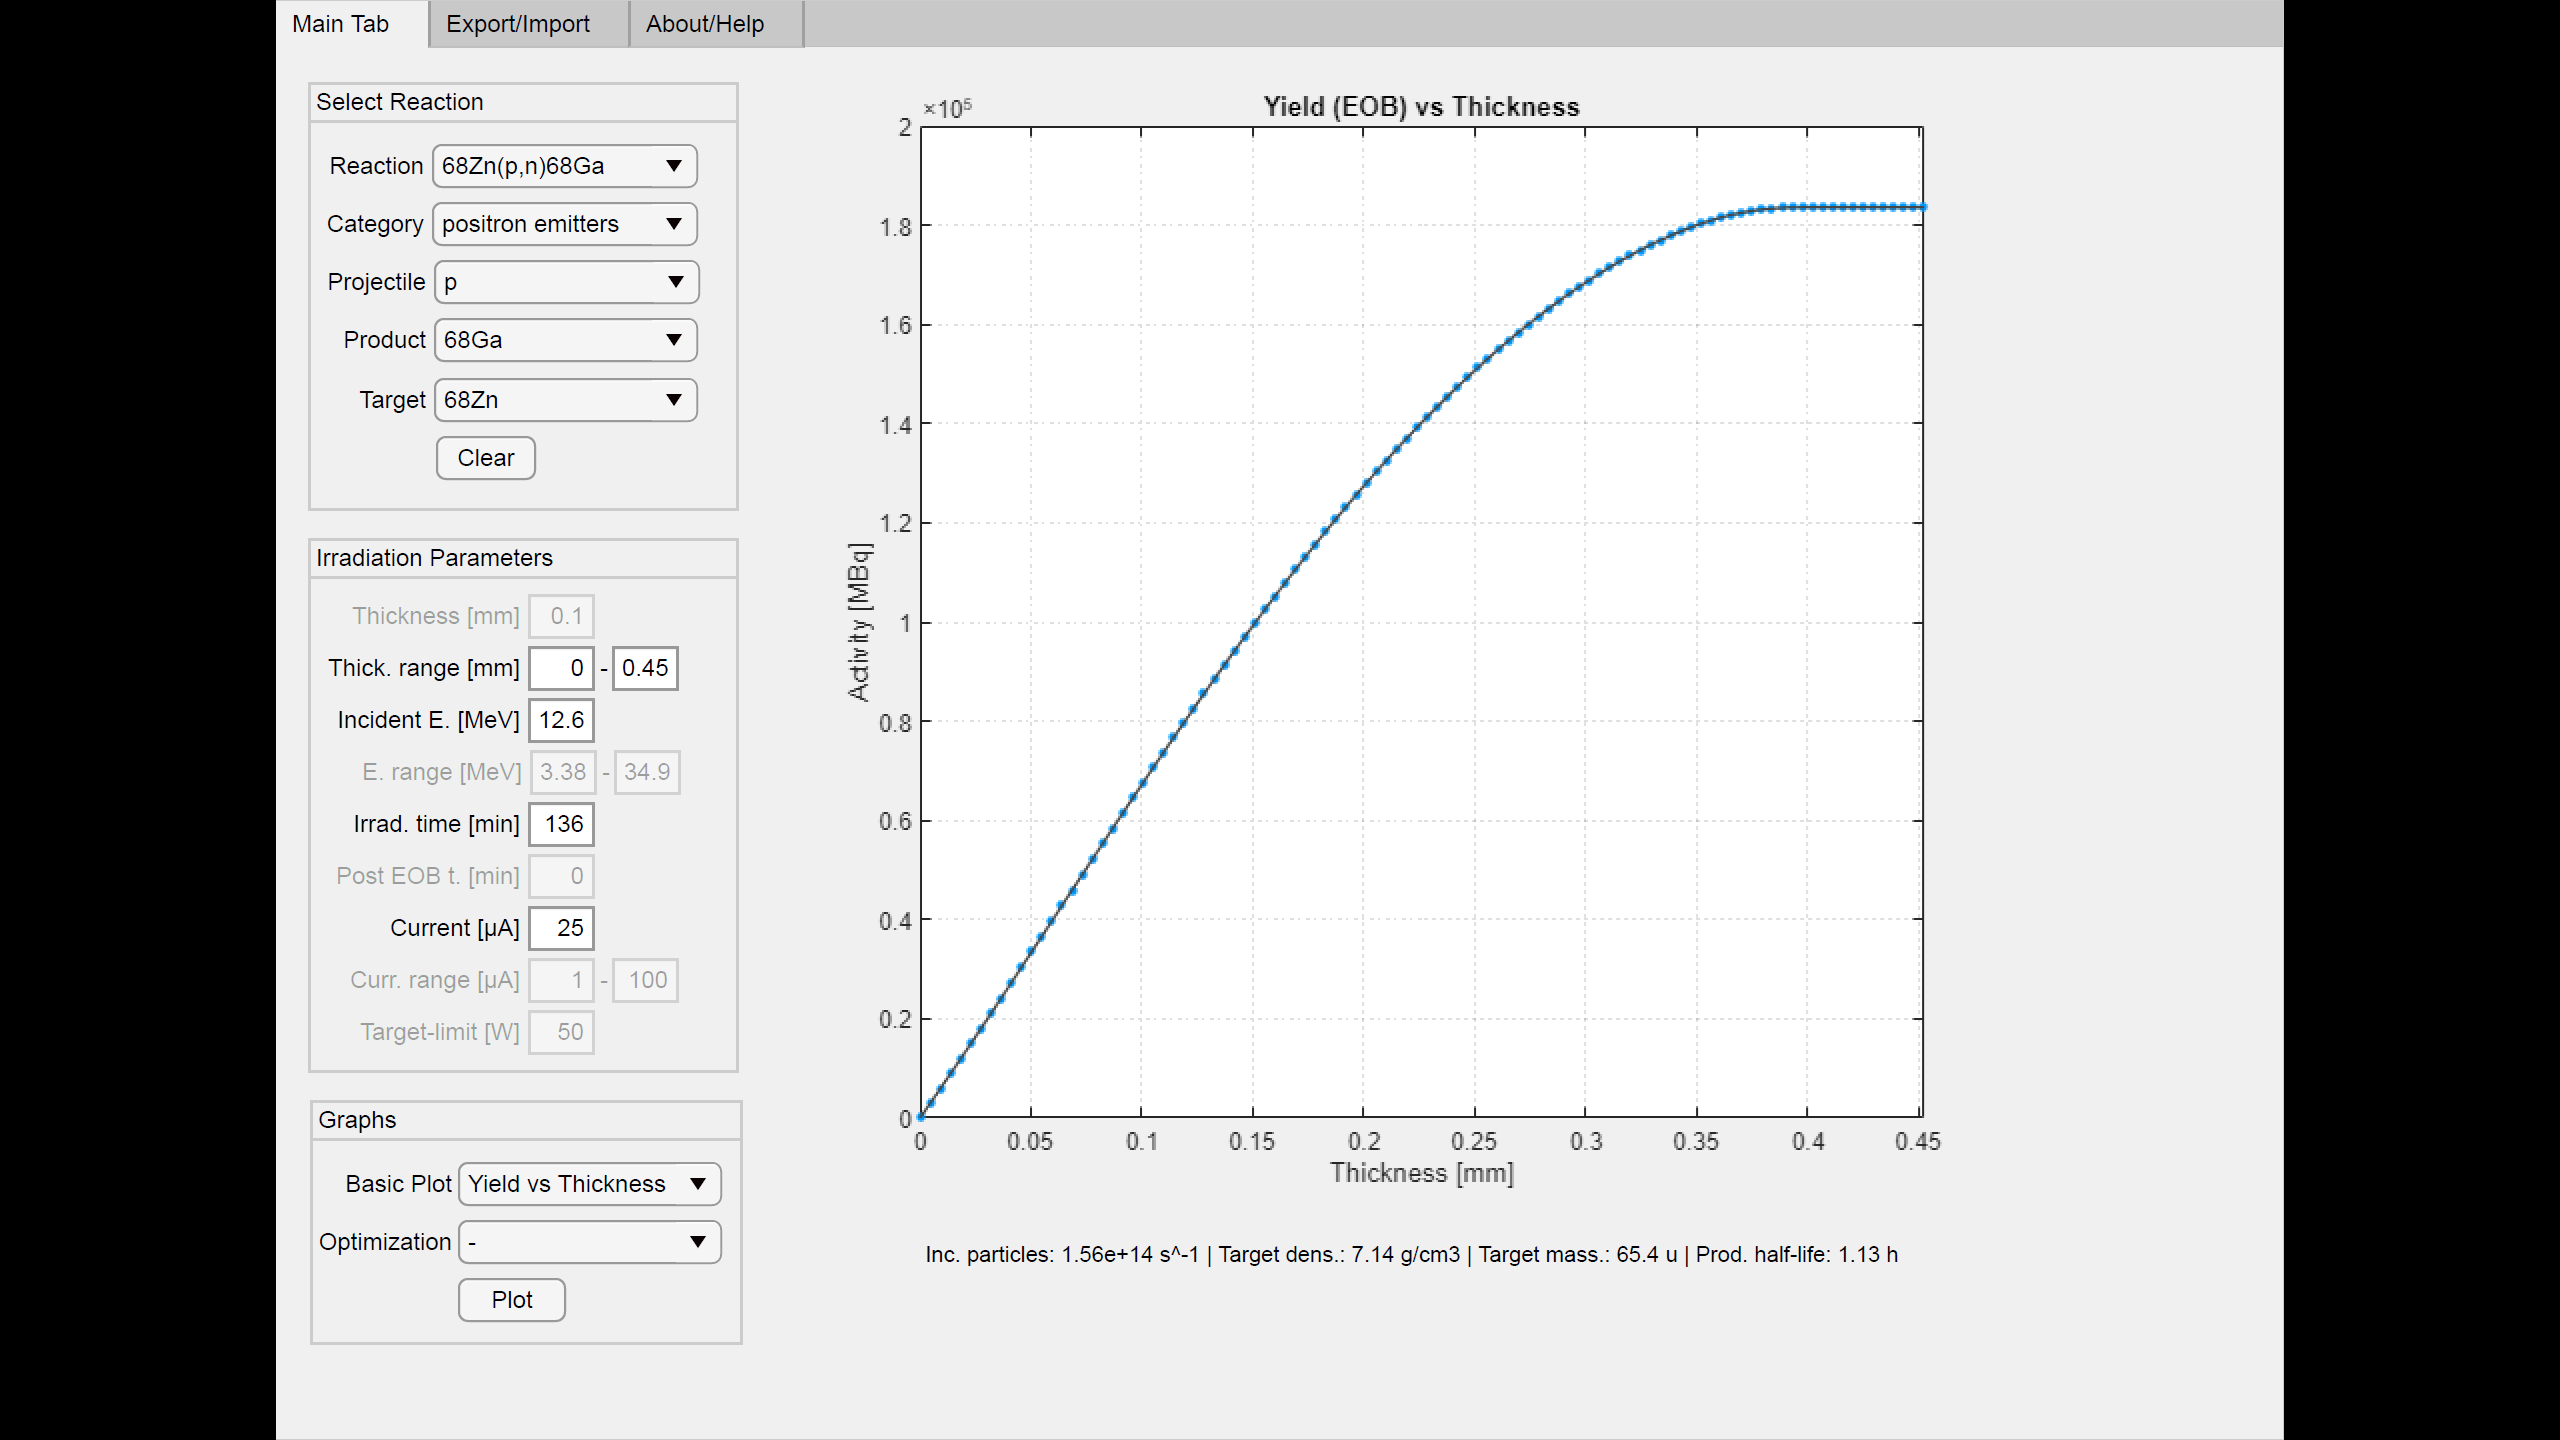 Main Tab Export/Import About/Help
Select Reaction
Reaction 68Zn(p,n)68Ga
Category positron emitters
Projectile p
Product 68Ga
Target 68Zn
Clear
Irradiation Parameters
Thickness [mm] 0.1
Thick. range [mm] 0 - 0.45
Incident E. [MeV] 12.6
E. range [MeV] 3.38 - 34.9
Irrad. time [min] 136
Post EOB t. [min] 0
Current [µA] 25
Curr. range [µA] 1 - 100
Target-limit [W] 50
Graphs
Basic Plot Yield vs Thickness
Optimization -
Plot
×10⁵
Yield (EOB) vs Thickness
2
1.8
1.6
1.4
1.2
1
0.8
0.6
0.4
0.2
0
Activity [MBq]
0 0.05 0.1 0.15 0.2 0.25 0.3 0.35 0.4 0.45
Thickness [mm]
Inc. particles: 1.56e+14 s^-1 | Target dens.: 7.14 g/cm3 | Target mass.: 65.4 u | Prod. half-life: 1.13 h